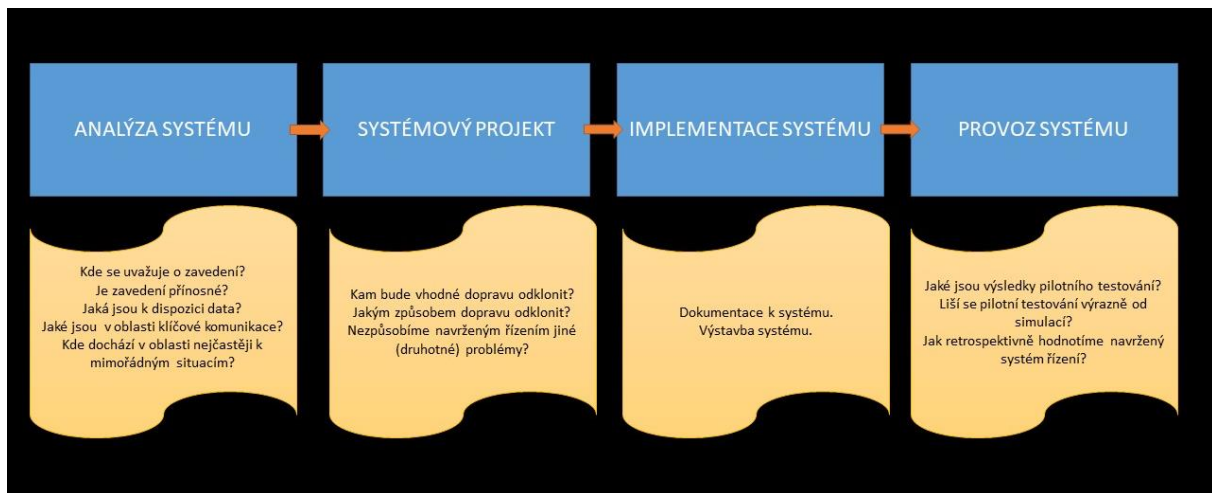 ANALÝZA SYSTÉMU
SYSTÉMOVÝ PROJEKT
IMPLEMENTACE SYSTÉMU
PROVOZ SYSTÉMU
Kde se uvažuje o zavedení?
Je zavedení přínosné?
Jaká jsou k dispozici data?
Jaké jsou v oblasti klíčové komunikace?
Kde dochází v oblasti nejčastěji k
mimořádným situacím?
Kam bude vhodné dopravu odklonit?
Jakým způsobem dopravu odklonit?
Nezpůsobíme navrženým řízením jiné
(druhotné) problémy?
Dokumentace k systému.
Výstavba systému.
Jaké jsou výsledky pilotního testování?
Liší se pilotní testování výrazně od
simulací?
Jak retrospektivně hodnotíme navržený
systém řízení?